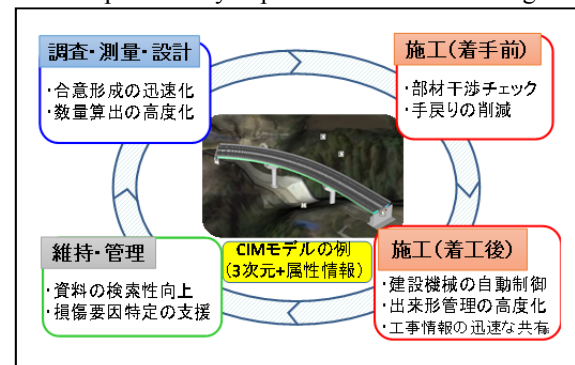 調査・測量・設計
・合意形成の迅速化
・数量算出の高度化
施工(着手前)
・部材干渉チェック
・手戻りの削減
維持・管理
・資料の検索性向上
・損傷要因特定の支援
CIMモデルの例
(3次元+属性情報)
施工(着工後)
・建設機械の自動制御
・出来形管理の高度化
・工事情報の迅速な共有